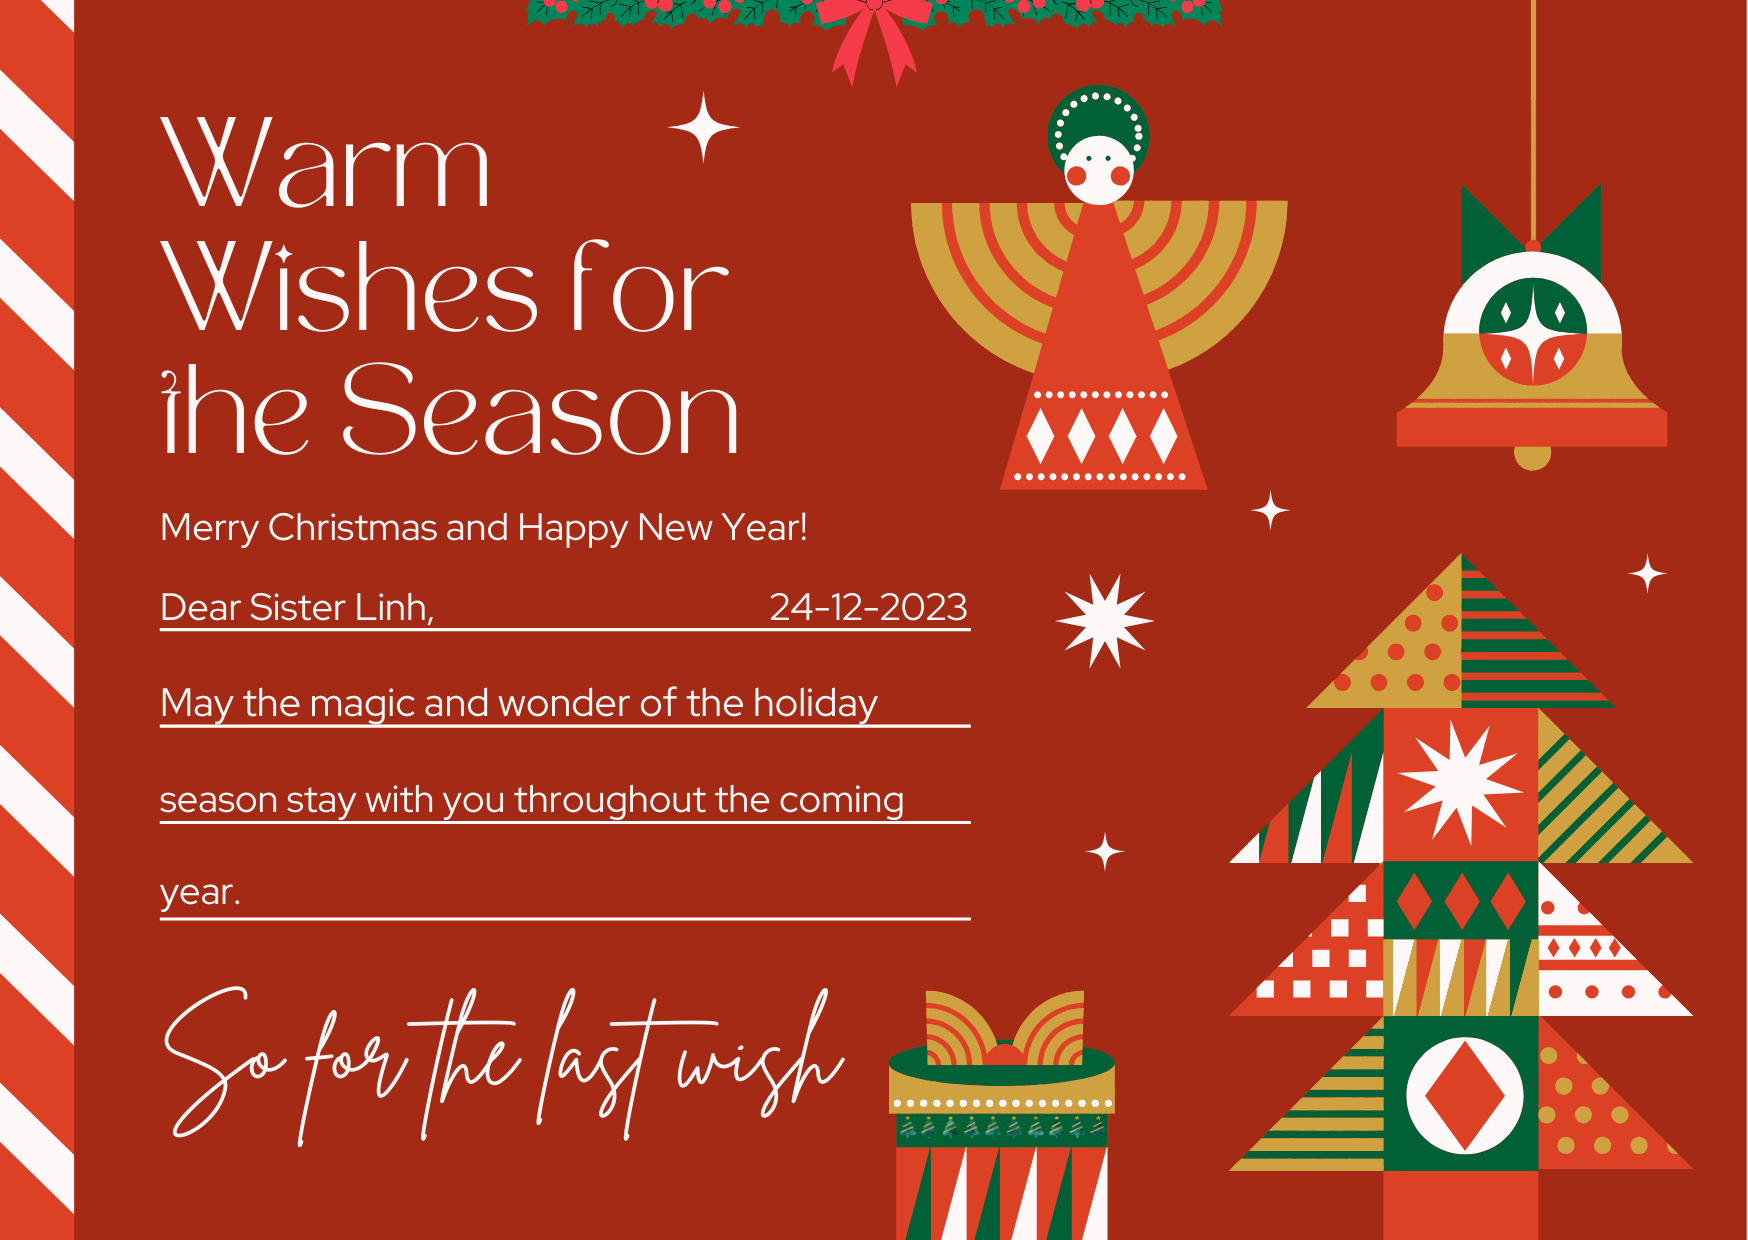 Warm
Wishes for
the Season
Merry Christmas and Happy New Year!
Dear Sister Linh, 24-12-2023
May the magic and wonder of the holiday
season stay with you throughout the coming
year.
So for the last wish